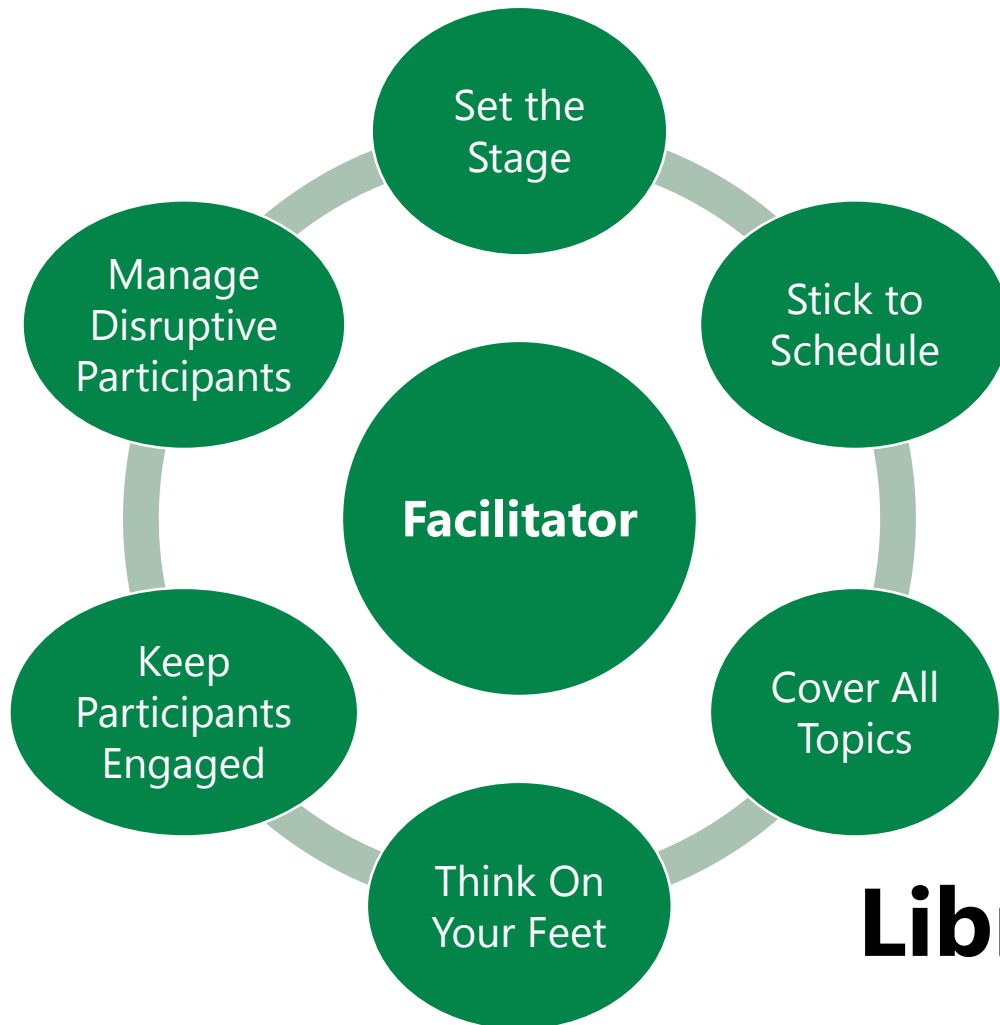 Set the
Stage
Stick to
Schedule
Cover All
Topics
Think On
Your Feet
Keep
Participants
Engaged
Manage
Disruptive
Participants
Facilitator